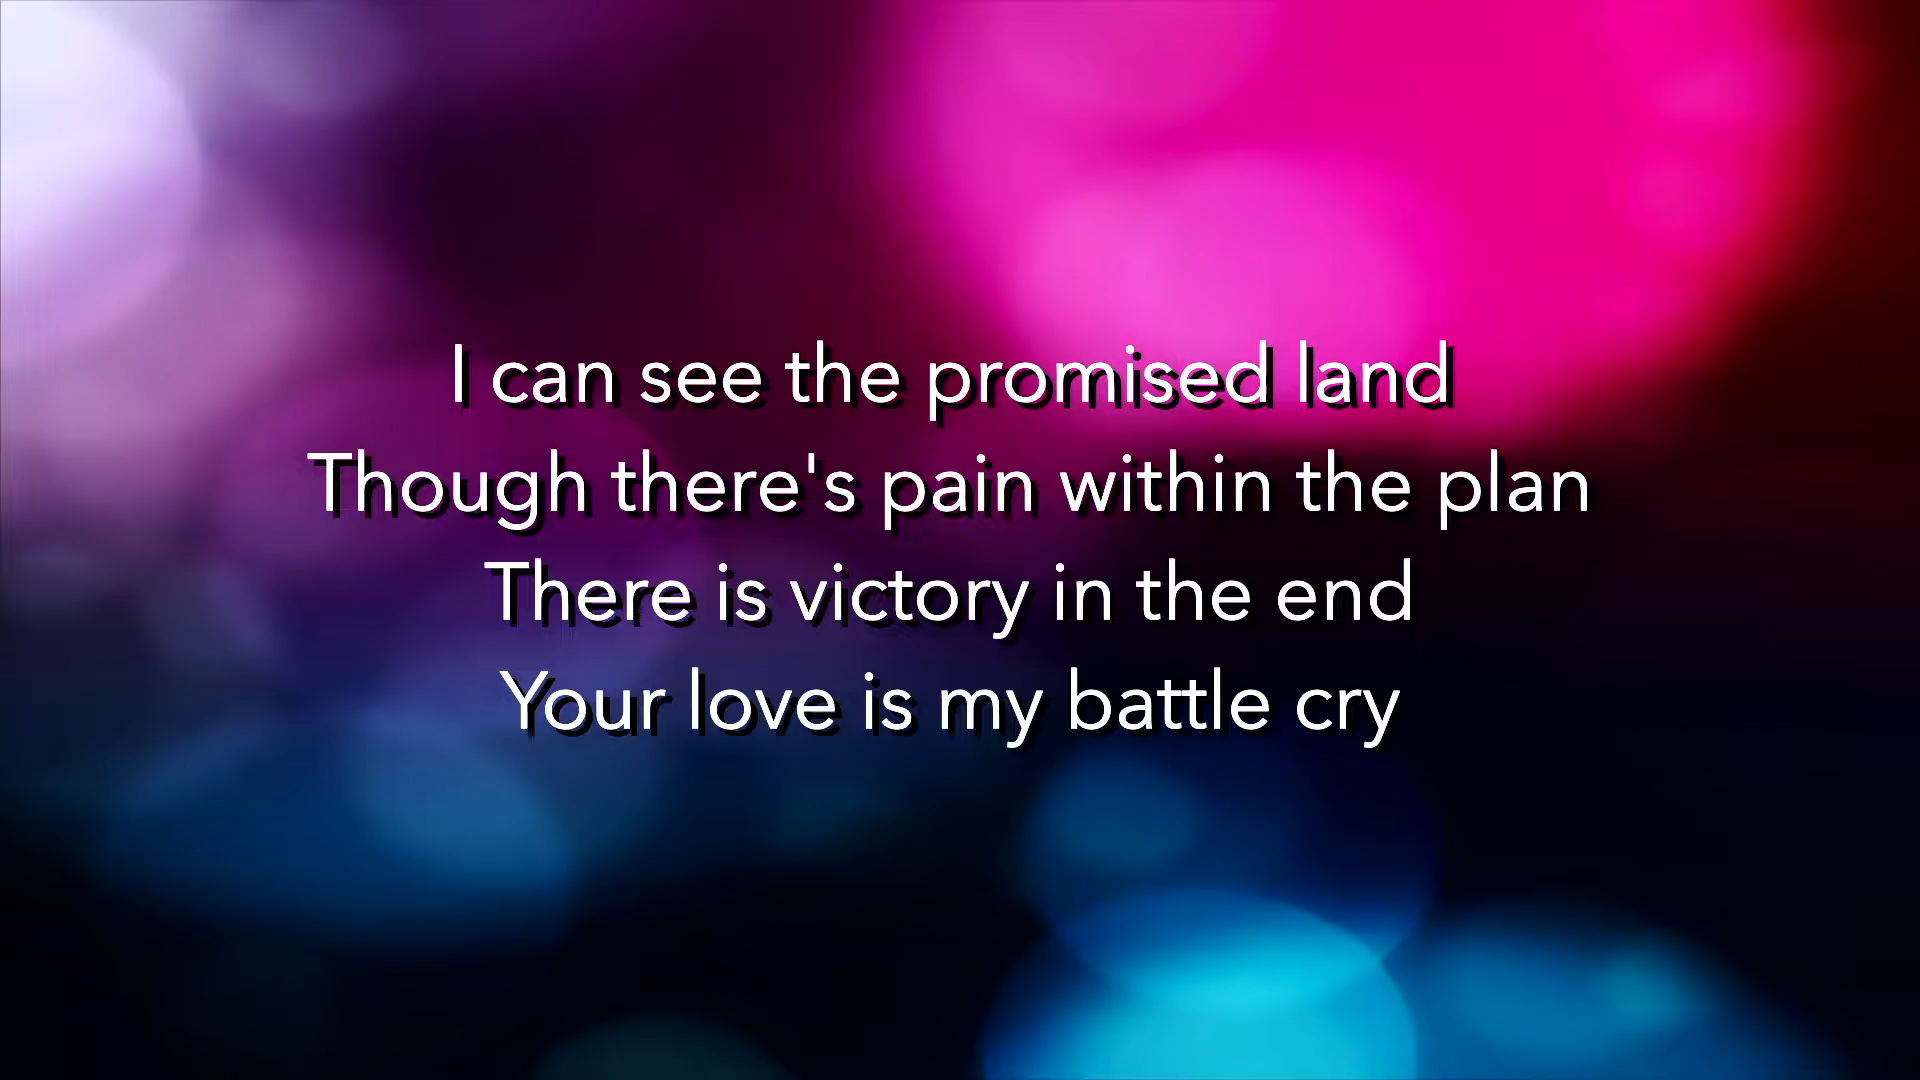 I can see the promised land
Though there's pain within the plan
There is victory in the end
Your love is my battle cry